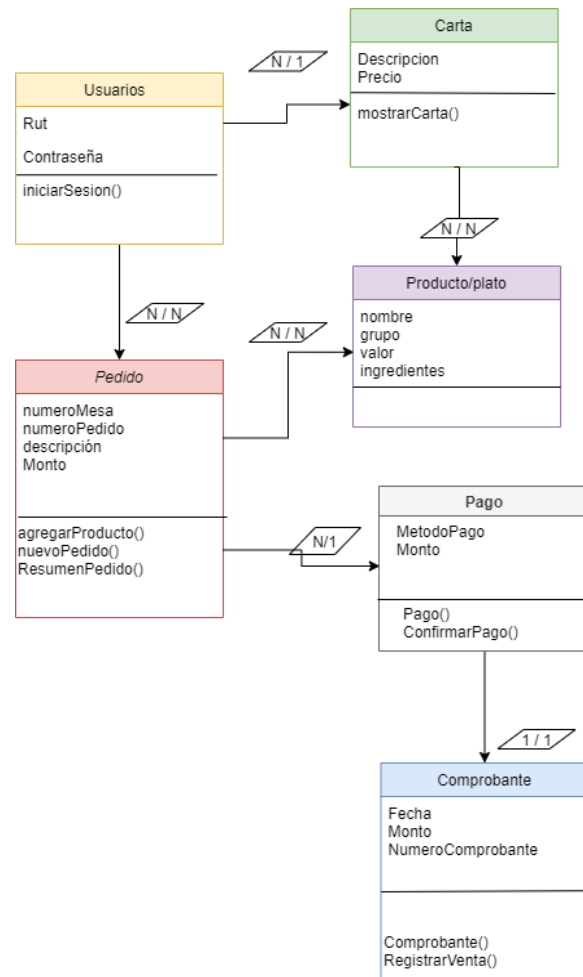 Carta
Descripcion
Precio
mostrarCarta()
N / 1
Usuarios
Rut
Contraseña
iniciarSesion()
N / N
Producto/plato
nombre
grupo
valor
ingredientes
N / N
N / N
Pedido
numeroMesa
numeroPedido
descripción
Monto
agregarProducto()
nuevoPedido()
ResumenPedido()
N/1
Pago
MetodoPago
Monto
Pago()
ConfirmarPago()
1 / 1
Comprobante
Fecha
Monto
NumeroComprobante
Comprobante()
RegistrarVenta()